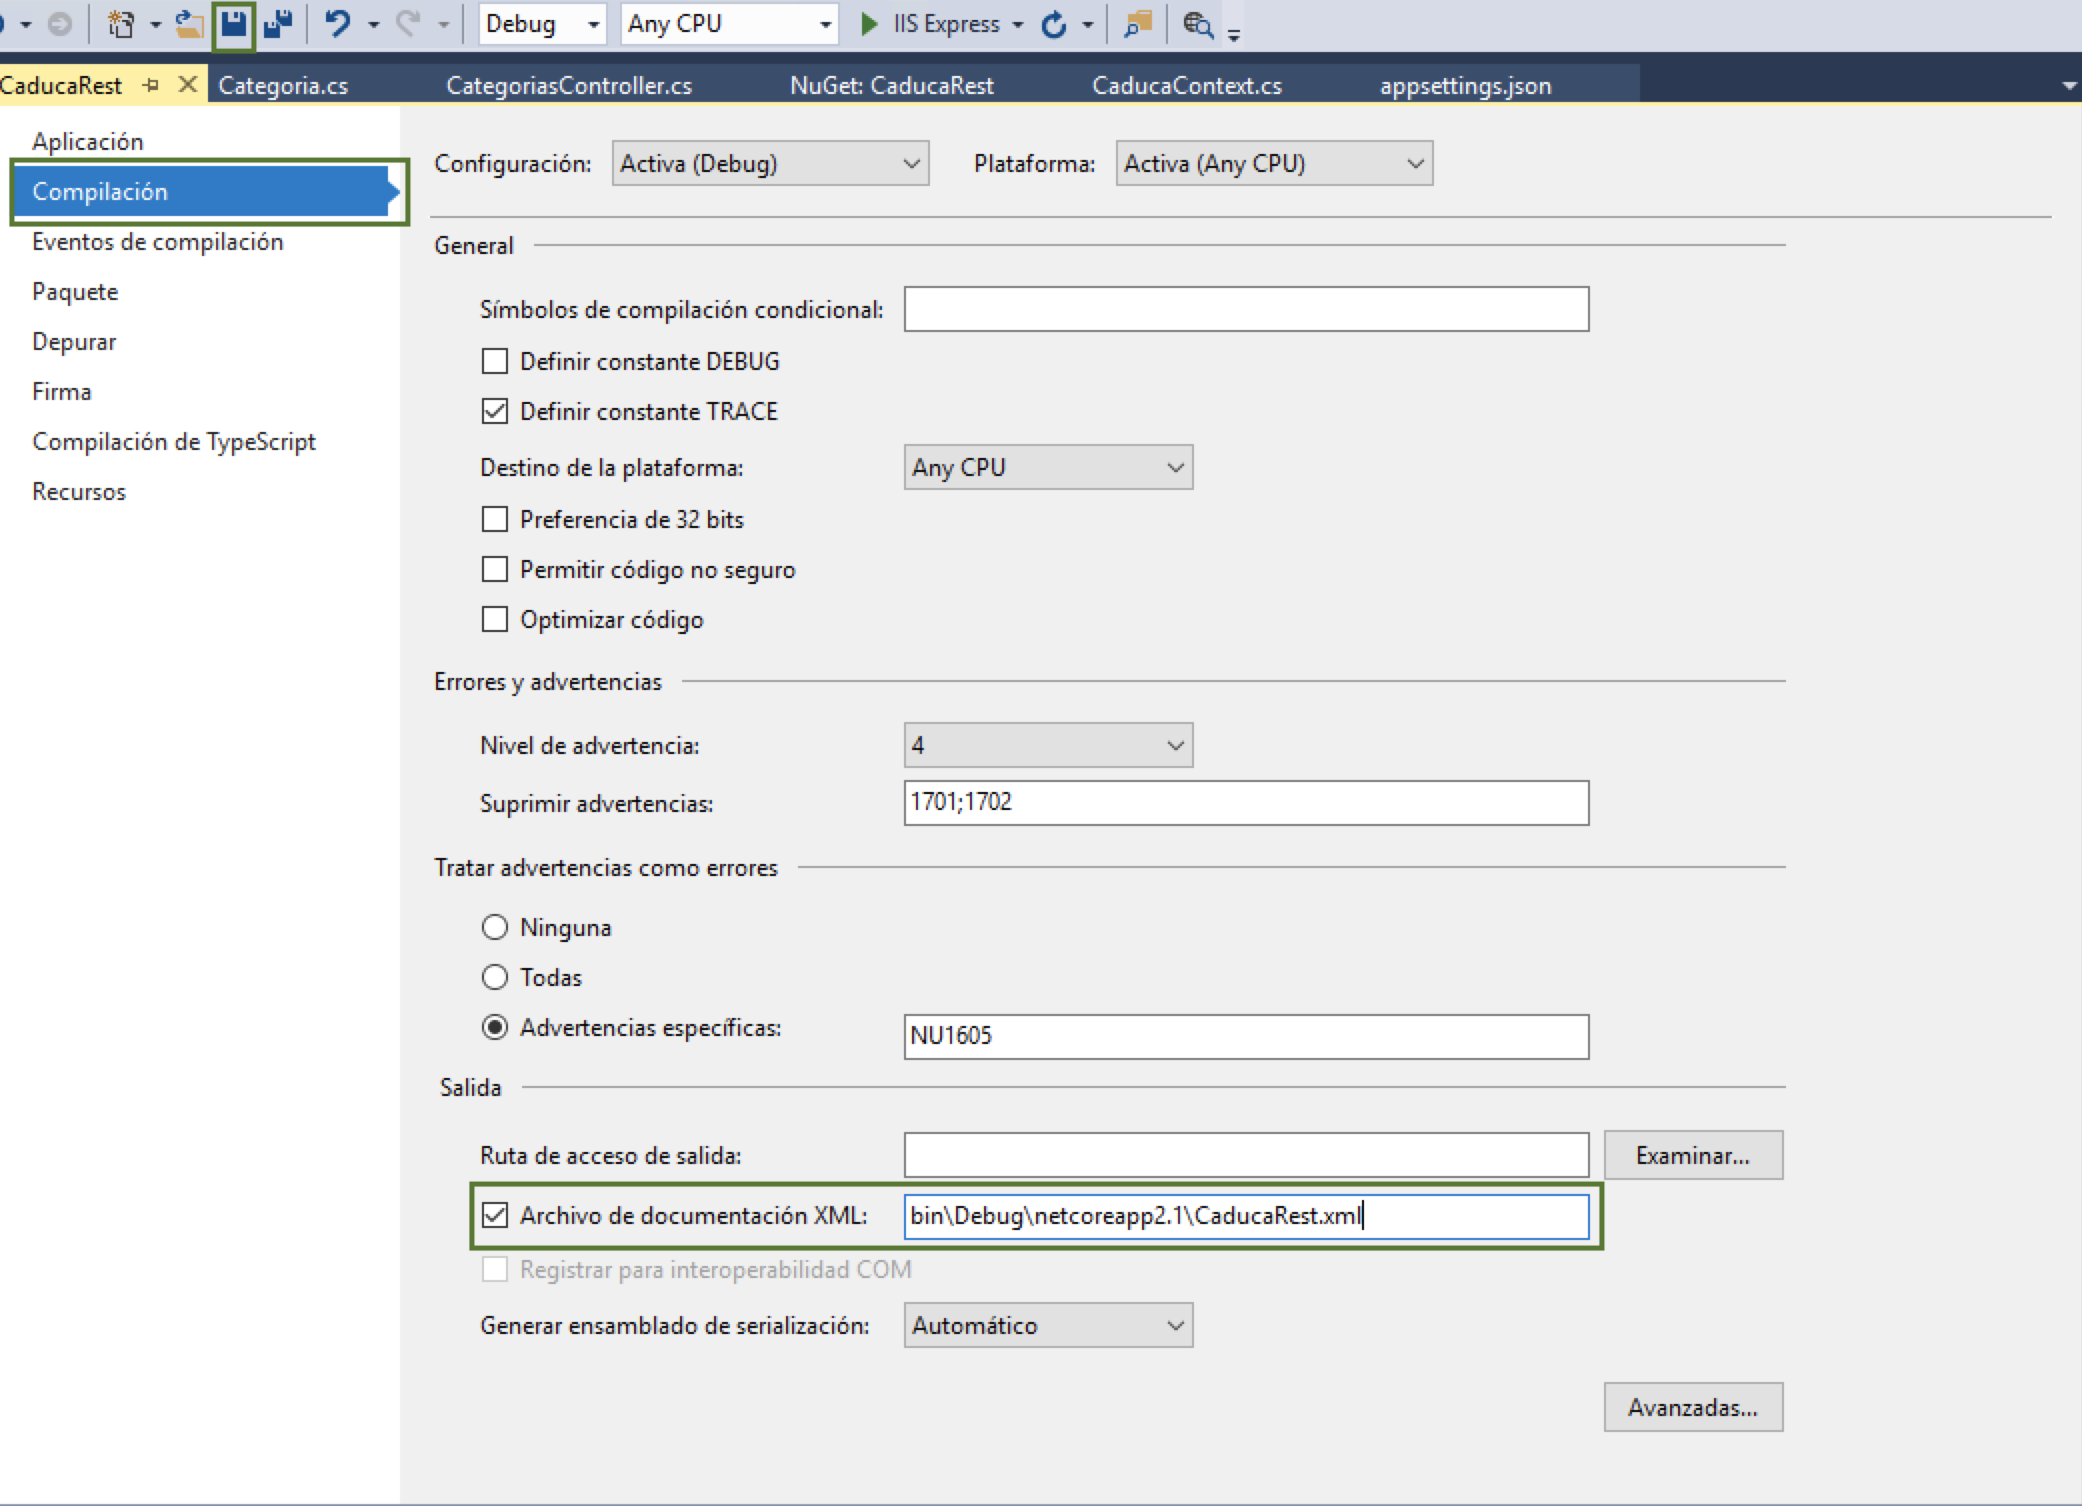 Debug Any CPU IIS Express
CaducaRest Categoria.cs CategoriasController.cs NuGet: CaducaRest CaducaContext.cs appsettings.json
Aplicación
Compilación
Eventos de compilación
Paquete
Depurar
Firma
Compilación de TypeScript
Recursos
Configuración: Activa (Debug) Plataforma: Activa (Any CPU)
General
Símbolos de compilación condicional:
Definir constante DEBUG
Definir constante TRACE
Destino de la plataforma: Any CPU
Preferencia de 32 bits
Permitir código no seguro
Optimizar código
Errores y advertencias
Nivel de advertencia: 4
Suprimir advertencias: 1701;1702
Tratar advertencias como errores
Ninguna
Todas
Advertencias específicas: NU1605
Salida
Ruta de acceso de salida: Examinar...
Archivo de documentación XML: bin\Debug\netcoreapp2.1\CaducaRest.xml
Registrar para interoperabilidad COM
Generar ensamblado de serialización: Automático
Avanzadas...